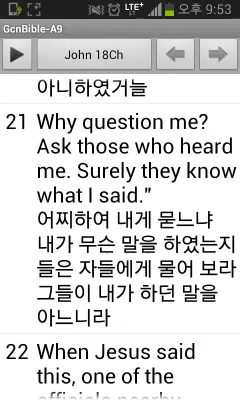 LTE+ 오후 9:53
GcnBible-A9
John 18Ch
아니하였거늘
21 Why question me?
Ask those who heard
me. Surely they know
what I said."
어찌하여 내게 묻느냐
내가 무슨 말을 하였는지
들은 자들에게 물어 보라
그들이 내가 하던 말을
아느니라
22 When Jesus said
this, one of the
officials nearby